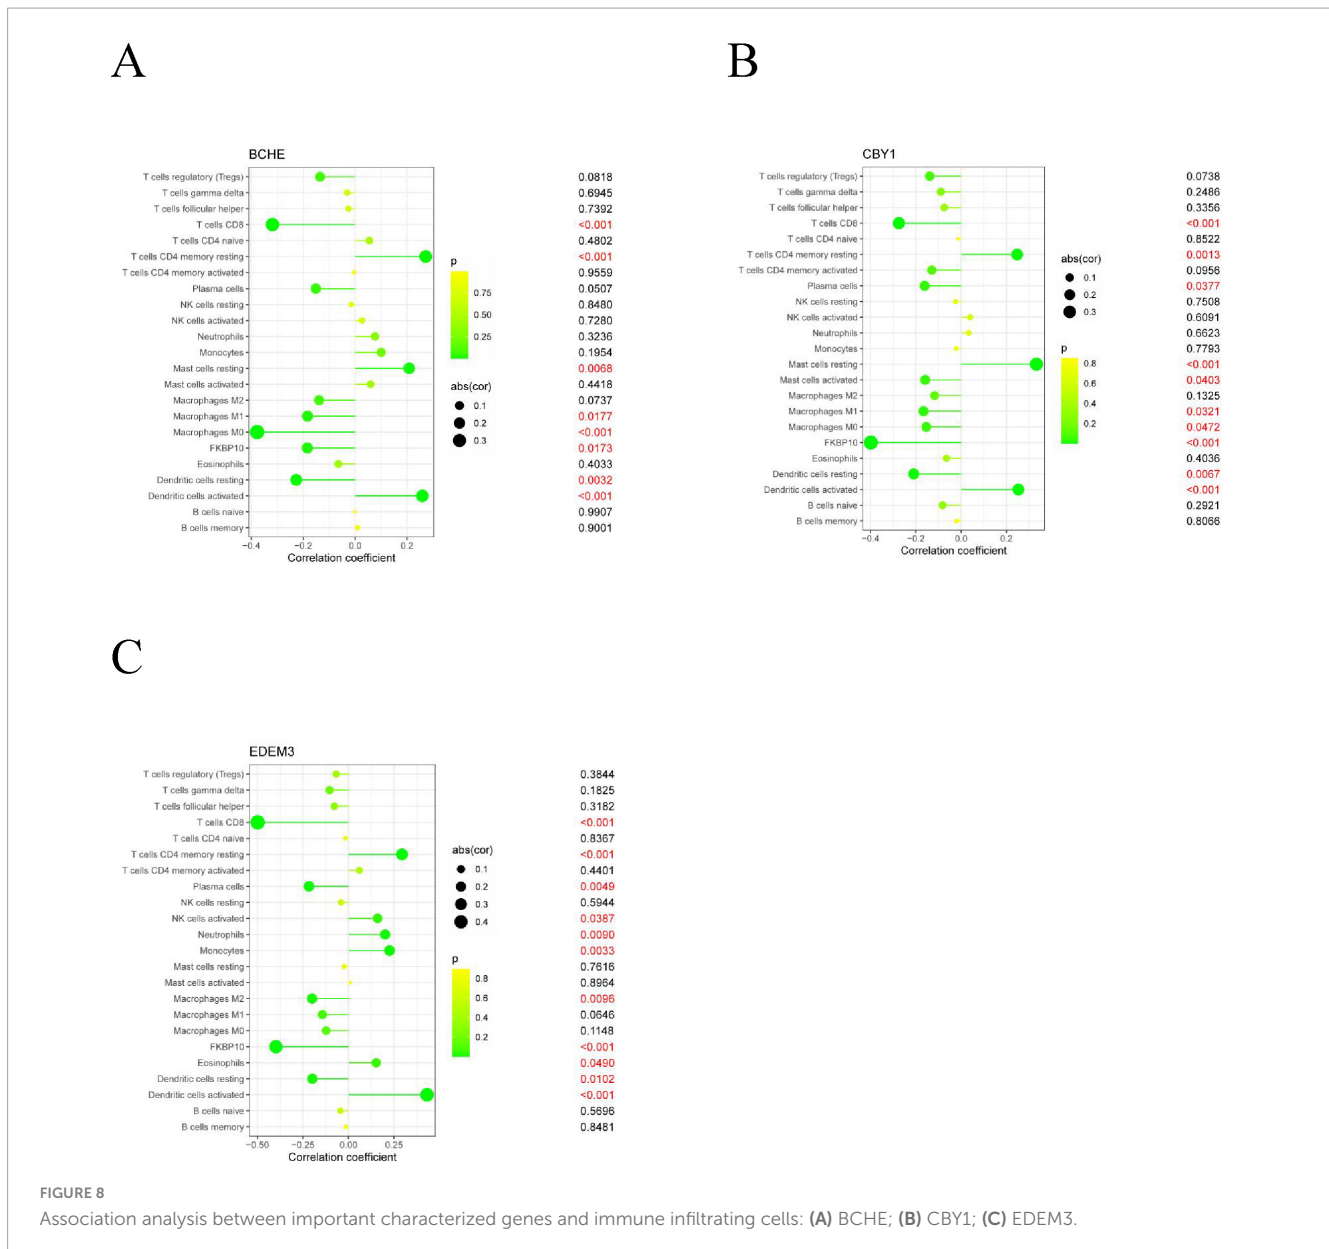 A
BCHE
T cells regulatory (Tregs) 0.0818
T cells gamma delta 0.6945
T cells follicular helper 0.7392
T cells CD8 <0.001
T cells CD4 naive 0.4802
T cells CD4 memory resting <0.001
T cells CD4 memory activated 0.9559
Plasma cells 0.0507
NK cells resting 0.8480
NK cells activated 0.7280
Neutrophils 0.3236
Monocytes 0.1954
Mast cells resting 0.0068
Mast cells activated 0.4418
Macrophages M2 0.0737
Macrophages M1 0.0177
Macrophages M0 <0.001
FKBP10 0.0173
Eosinophils 0.4033
Dendritic cells resting 0.0032
Dendritic cells activated <0.001
B cells naive 0.9907
B cells memory 0.9001
−0.4 −0.2 0.0 0.2
Correlation coefficient
p
0.75
0.50
0.25
abs(cor)
0.1
0.2
0.3
B
CBY1
T cells regulatory (Tregs) 0.0738
T cells gamma delta 0.2486
T cells follicular helper 0.3356
T cells CD8 <0.001
T cells CD4 naive 0.8522
T cells CD4 memory resting 0.0013
T cells CD4 memory activated 0.0956
Plasma cells 0.0377
NK cells resting 0.7508
NK cells activated 0.6091
Neutrophils 0.6623
Monocytes 0.7793
Mast cells resting <0.001
Mast cells activated 0.0403
Macrophages M2 0.1325
Macrophages M1 0.0321
Macrophages M0 0.0472
FKBP10 <0.001
Eosinophils 0.4036
Dendritic cells resting 0.0067
Dendritic cells activated <0.001
B cells naive 0.2921
B cells memory 0.8066
−0.4 −0.2 0.0 0.2
Correlation coefficient
abs(cor)
0.1
0.2
0.3
p
0.8
0.6
0.4
0.2
C
EDEM3
T cells regulatory (Tregs) 0.3844
T cells gamma delta 0.1825
T cells follicular helper 0.3182
T cells CD8 <0.001
T cells CD4 naive 0.8367
T cells CD4 memory resting <0.001
T cells CD4 memory activated 0.4401
Plasma cells 0.0049
NK cells resting 0.5944
NK cells activated 0.0387
Neutrophils 0.0090
Monocytes 0.0033
Mast cells resting 0.7616
Mast cells activated 0.8964
Macrophages M2 0.0096
Macrophages M1 0.0646
Macrophages M0 0.1148
FKBP10 <0.001
Eosinophils 0.0490
Dendritic cells resting 0.0102
Dendritic cells activated <0.001
B cells naive 0.5696
B cells memory 0.8481
−0.50 −0.25 0.00 0.25
Correlation coefficient
abs(cor)
0.1
0.2
0.3
0.4
p
0.8
0.6
0.4
0.2
FIGURE 8
Association analysis between important characterized genes and immune infiltrating cells: (A) BCHE; (B) CBY1; (C) EDEM3.